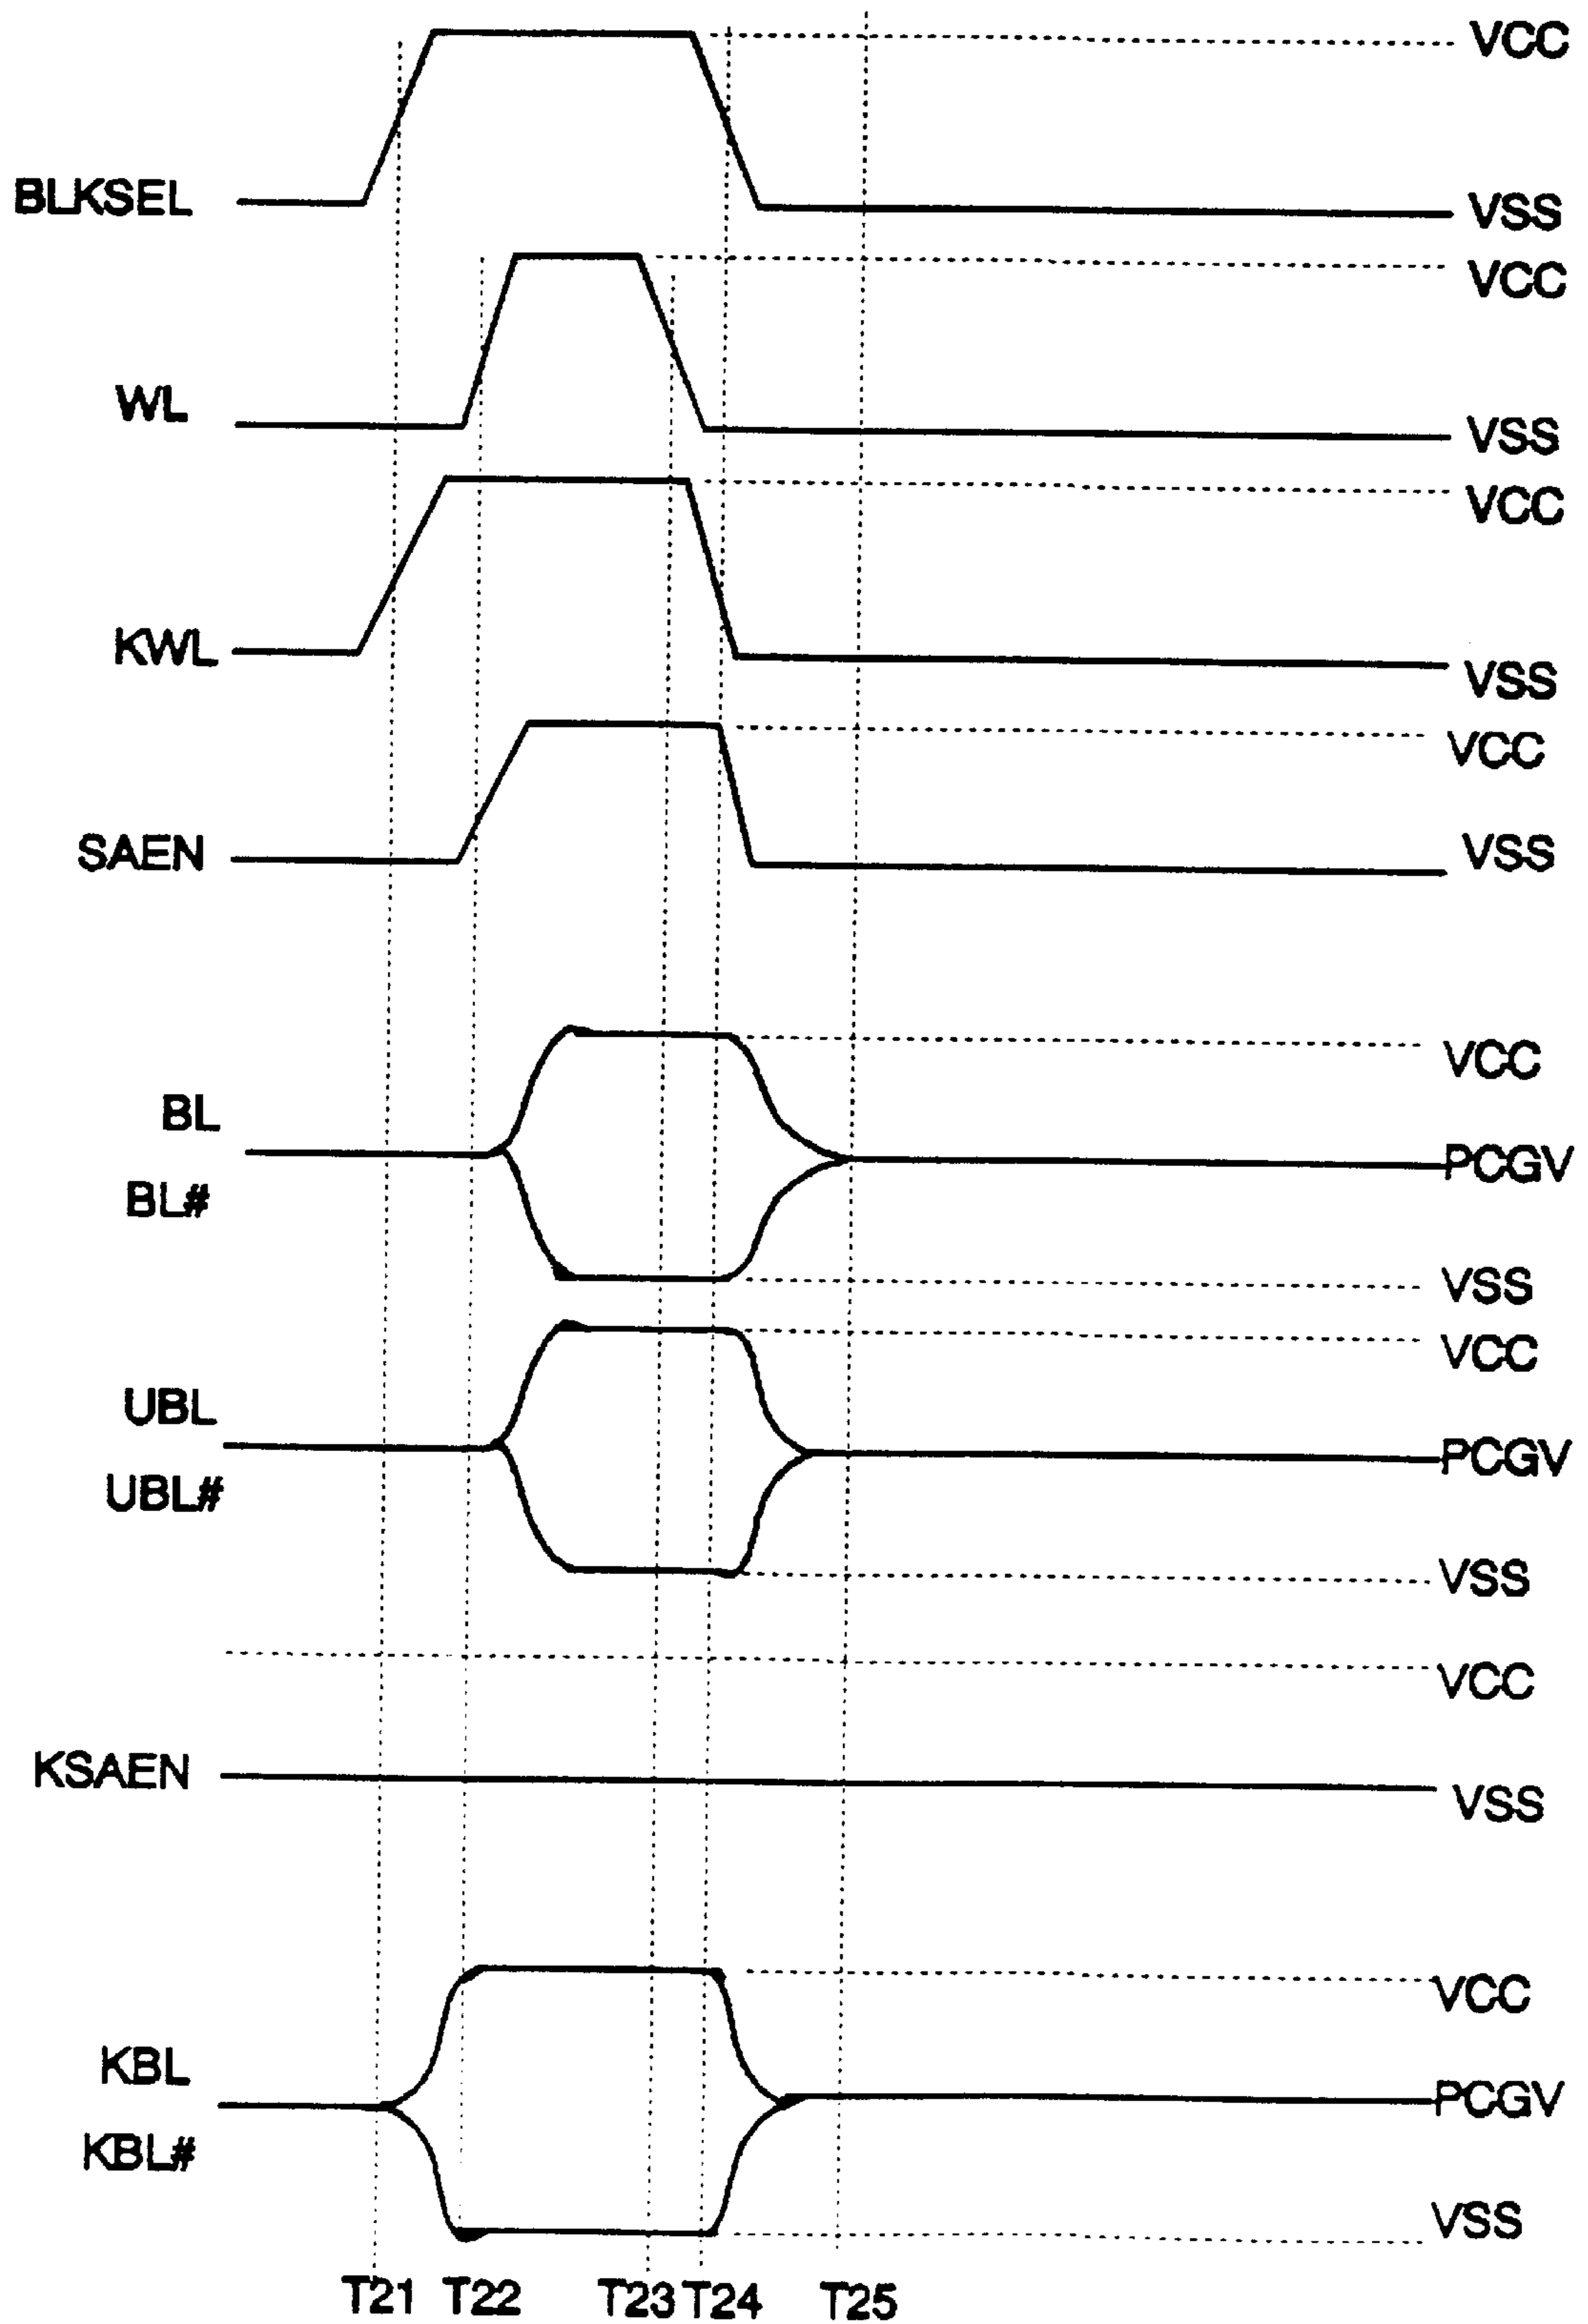 VCC
BLKSEL
VSS
VCC
WL
VSS
VCC
KWL
VSS
VCC
SAEN
VSS
VCC
BL
PCGV
BL#
VSS
VCC
UBL
PCGV
UBL#
VSS
VCC
KSAEN
VSS
VCC
KBL
PCGV
KBL#
VSS
T21 T22 T23 T24 T25